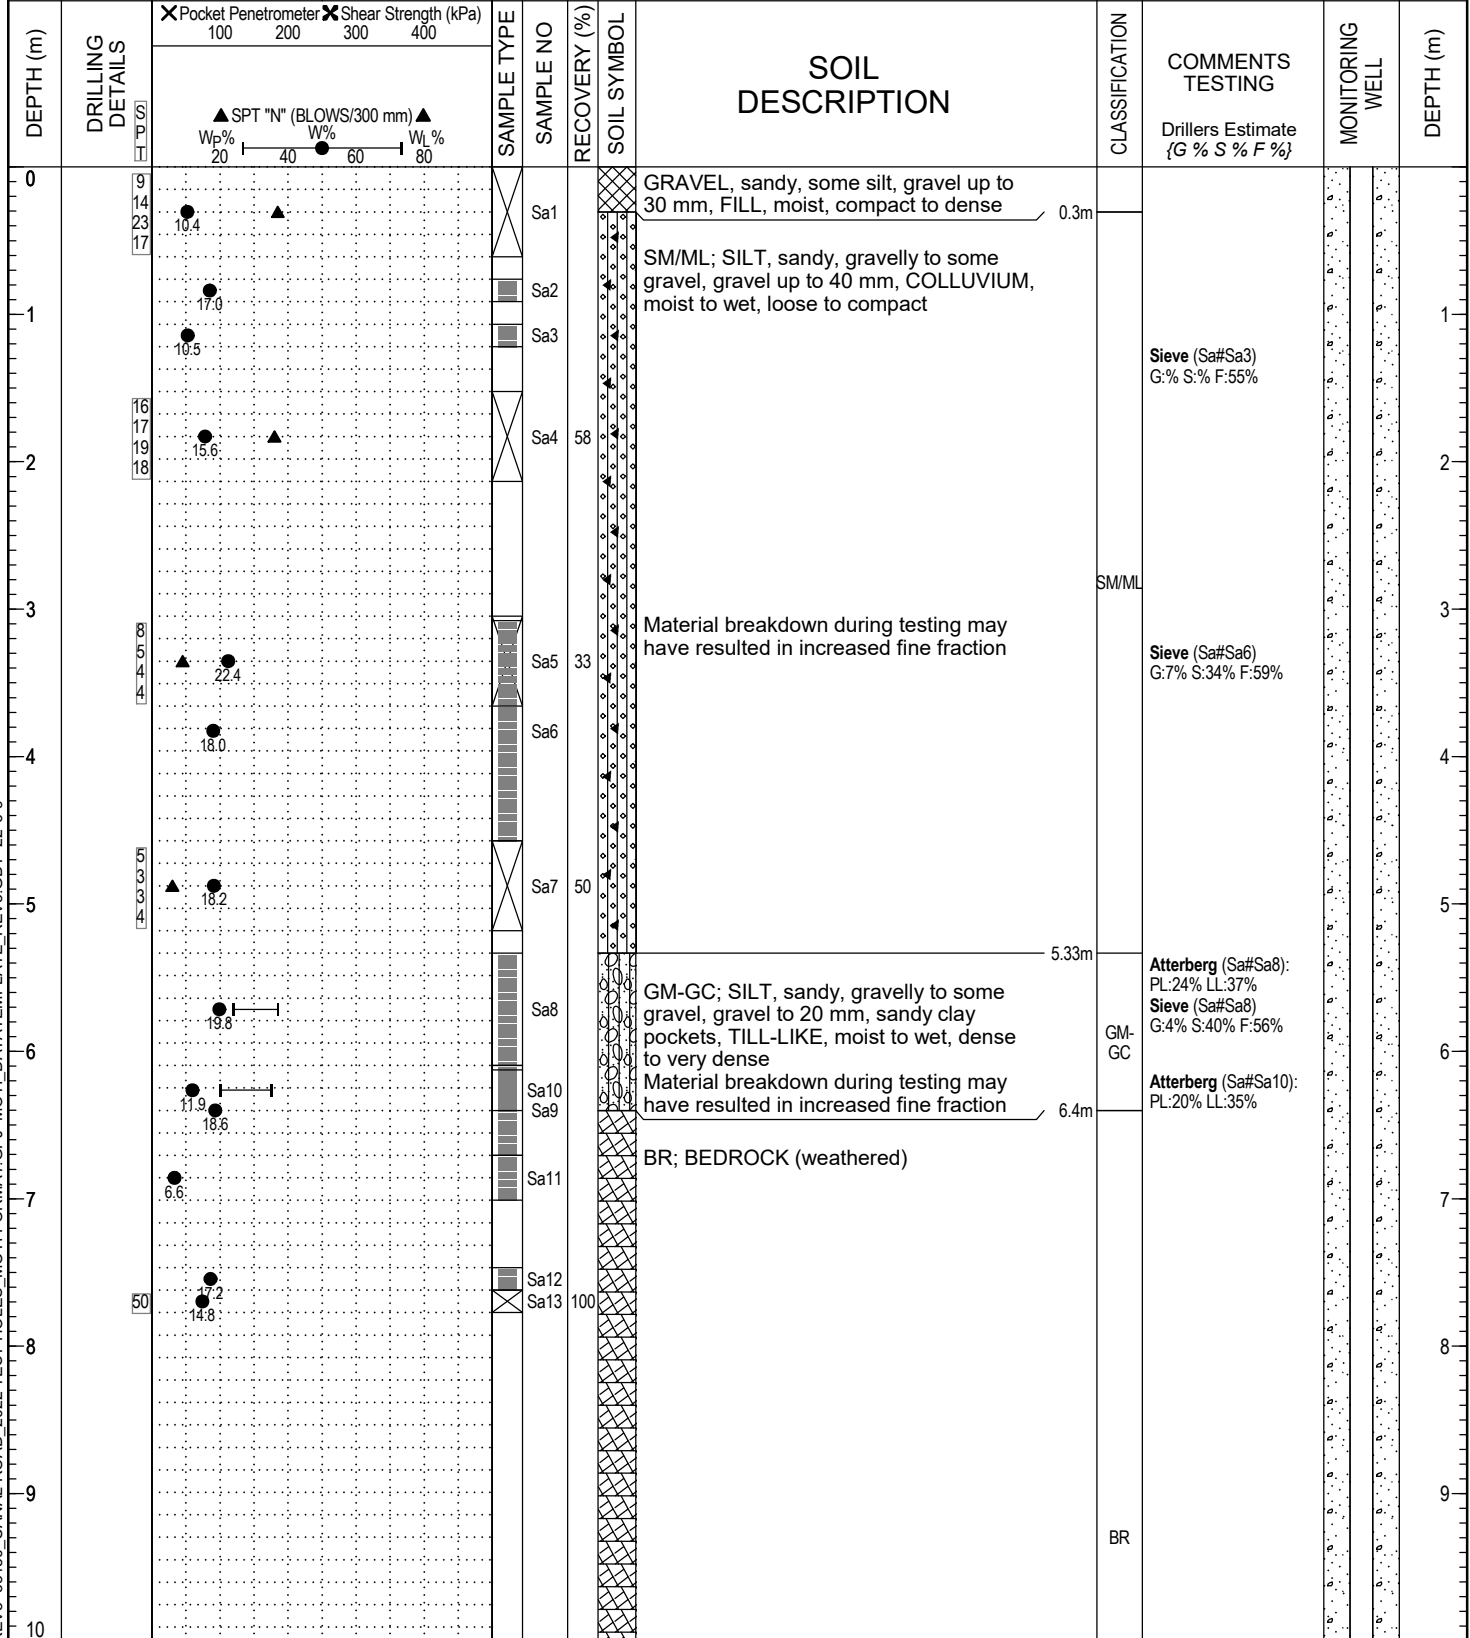 Pocket Penetrometer Shear Strength (kPa)
100 200 300 400
DEPTH (m)
DRILLING DETAILS
SPT
SPT "N" (BLOWS/300 mm)
WP% W% WL%
20 40 60 80
SAMPLE TYPE
SAMPLE NO
RECOVERY (%)
SOIL SYMBOL
SOIL
DESCRIPTION
CLASSIFICATION
COMMENTS
TESTING
Drillers Estimate
{G % S % F %}
MONITORING WELL
DEPTH (m)
0
9
14
23
17
10.4
Sa1
GRAVEL, sandy, some silt, gravel up to
30 mm, FILL, moist, compact to dense
0.3m
SM/ML; SILT, sandy, gravelly to some
gravel, gravel up to 40 mm, COLLUVIUM,
moist to wet, loose to compact
17.0
Sa2
1 1
10.5
Sa3
Sieve (Sa#Sa3)
G:% S:% F:55%
16
17
19
18
15.6
Sa4 58
2 2
SM/ML
3 3
8
5
4
4
22.4
Sa5 33
Material breakdown during testing may
have resulted in increased fine fraction
Sieve (Sa#Sa6)
G:7% S:34% F:59%
18.0
Sa6
4 4
5
3
3
4
18.2
Sa7 50
5 5
5.33m
Atterberg (Sa#Sa8):
PL:24% LL:37%
Sieve (Sa#Sa8)
G:4% S:40% F:56%
19.8
Sa8
GM-GC; SILT, sandy, gravelly to some
gravel, gravel to 20 mm, sandy clay
pockets, TILL-LIKE, moist to wet, dense
to very dense
Material breakdown during testing may
have resulted in increased fine fraction
GM-
GC
6 6
11.9
Sa10
Atterberg (Sa#Sa10):
PL:20% LL:35%
18.6
Sa9
6.4m
BR; BEDROCK (weathered)
6.6
Sa11
7 7
17.2
Sa12
50
14.8
Sa13 100
8 8
9 9
BR
10